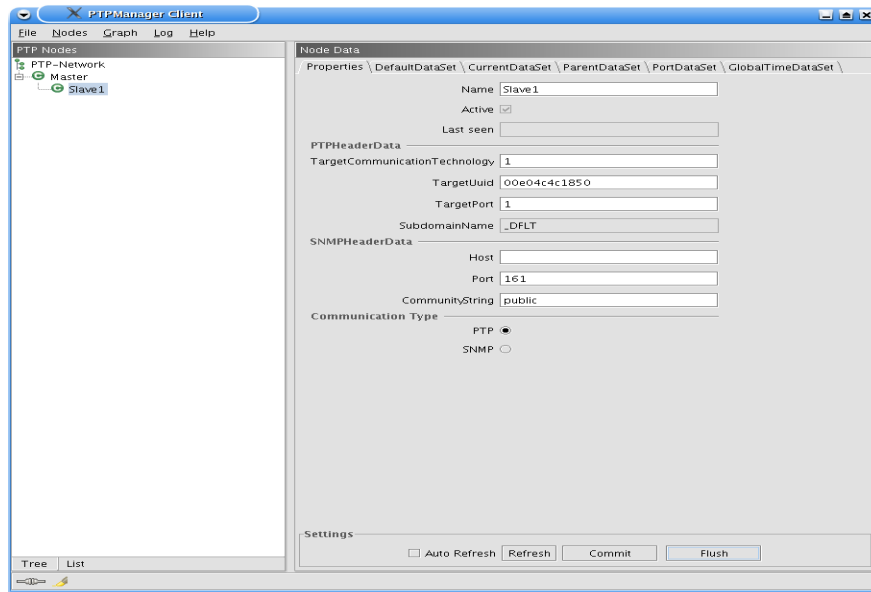 PTPManager Client
File Nodes Graph Log Help
PTP Nodes
PTP-Network
Master
Slave1
Tree List
Node Data
Properties \ DefaultDataSet \ CurrentDataSet \ ParentDataSet \ PortDataSet \ GlobalTimeDataSet \
Name Slave1
Active
Last seen
PTPHeaderData
TargetCommunicationTechnology 1
TargetUuid 00e04c4c1850
TargetPort 1
SubdomainName _DFLT
SNMPHeaderData
Host
Port 161
CommunityString public
Communication Type
PTP
SNMP
Settings
Auto Refresh Refresh Commit Flush